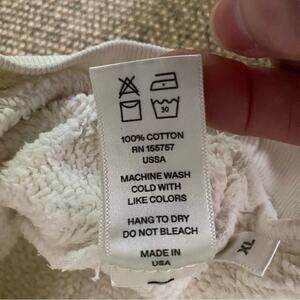 30
100% COTTON
RN 155757
USSA
MACHINE WASH
COLD WITH
LIKE COLORS
HANG TO DRY
DO NOT BLEACH
MADE IN
USA